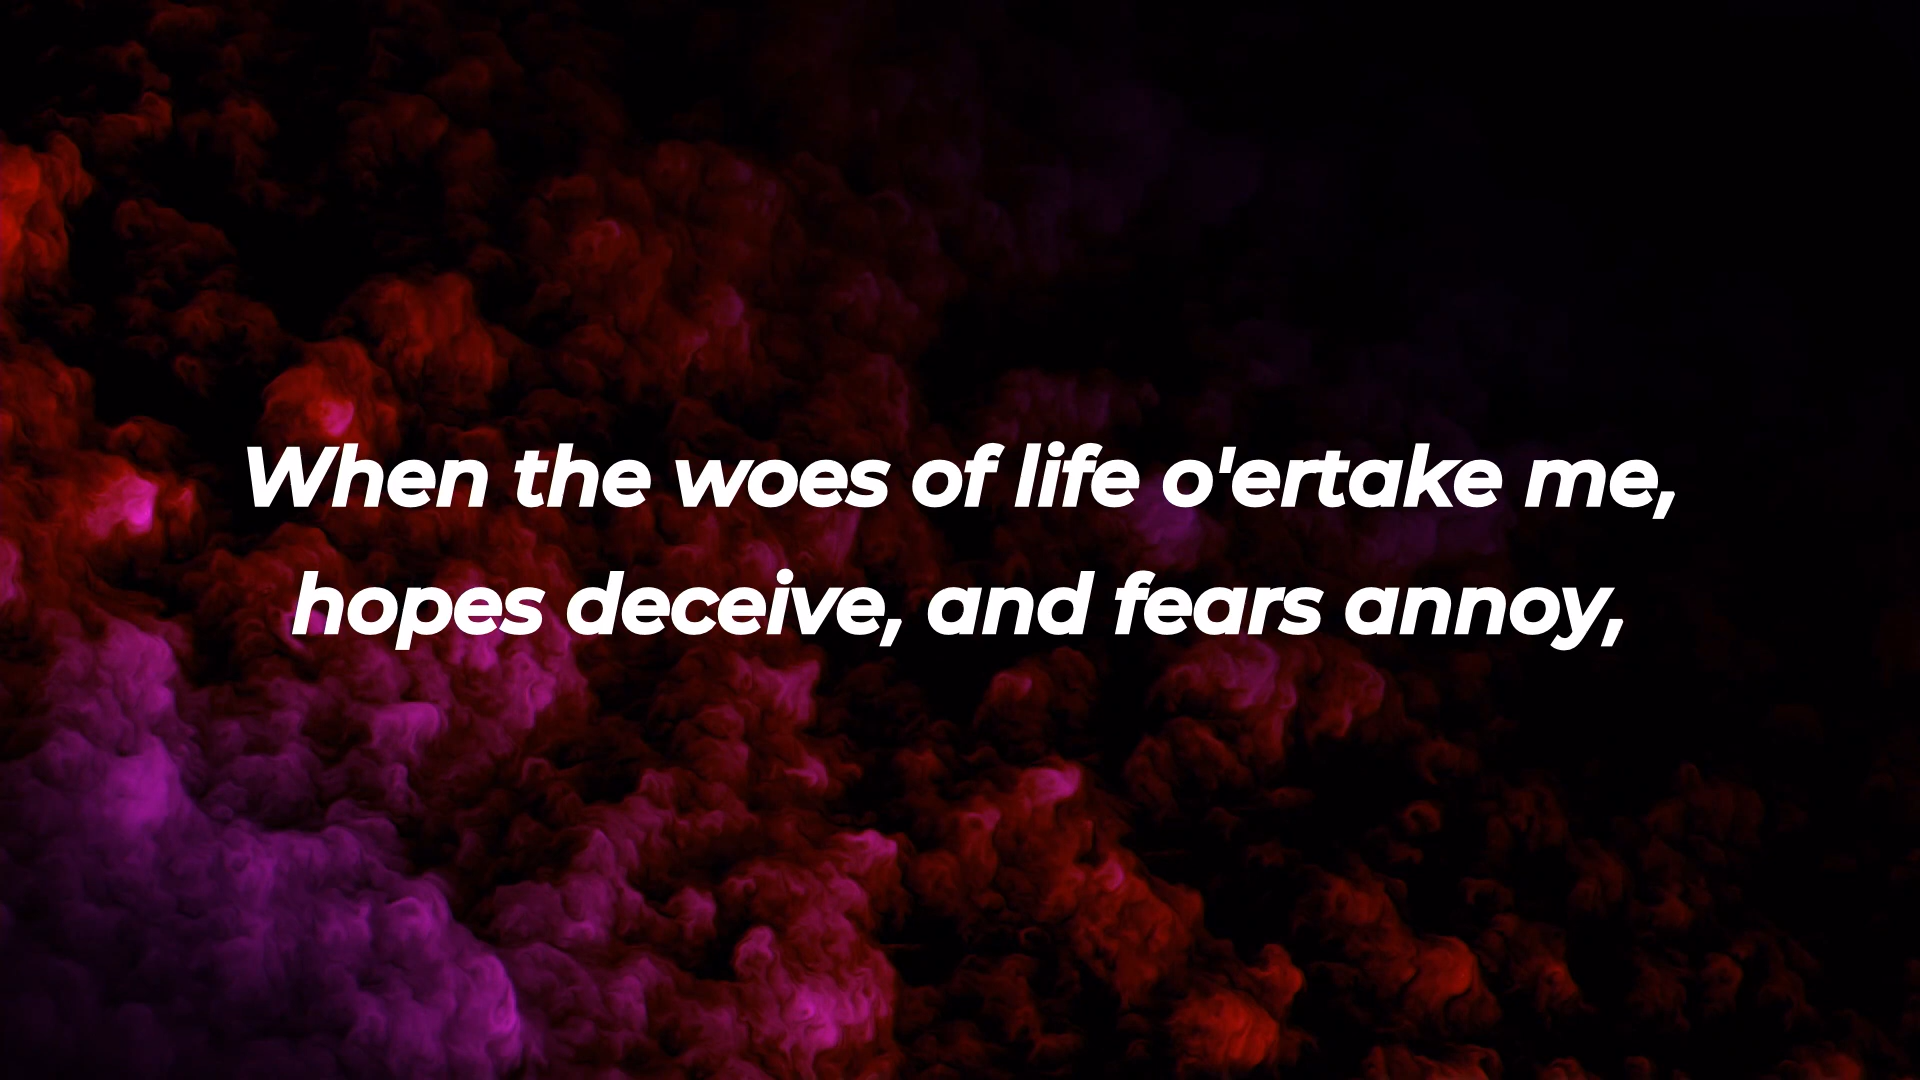 When the woes of life o'ertake me,
hopes deceive, and fears annoy,